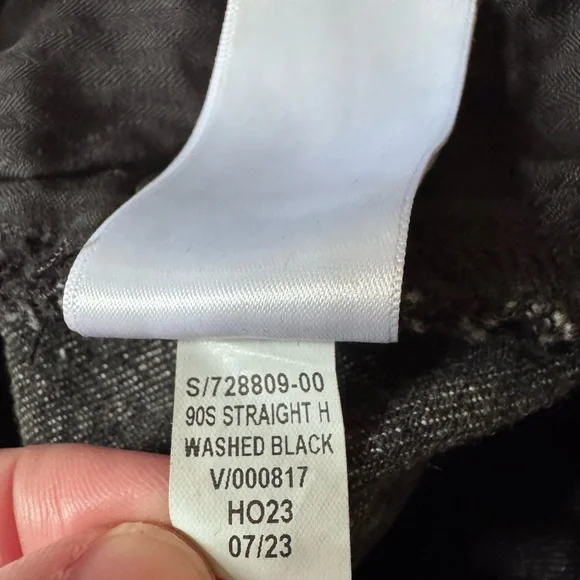 S/728809-00
90S STRAIGHT H
WASHED BLACK
V/000817
HO23
07/23